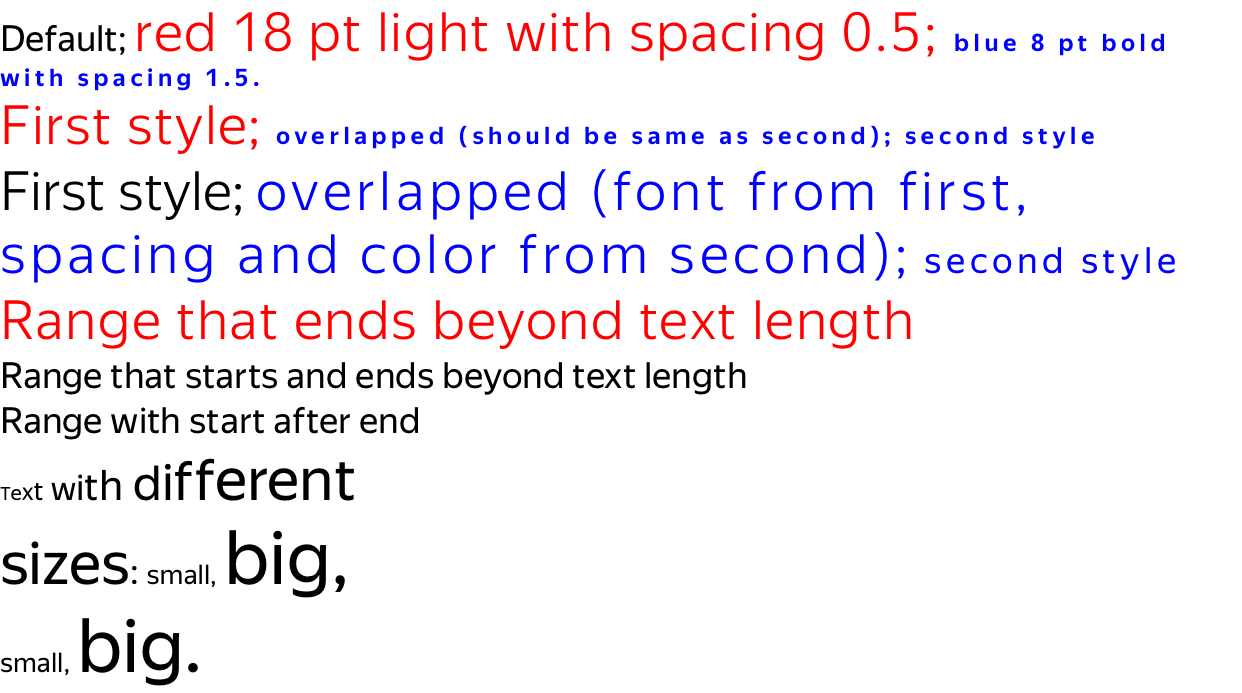 Default; red 18 pt light with spacing 0.5; blue 8 pt bold
with spacing 1.5.
First style; overlapped (should be same as second); second style
First style; overlapped (font from first,
spacing and color from second); second style
Range that ends beyond text length
Range that starts and ends beyond text length
Range with start after end
Text with different
sizes: small, big,
small, big.